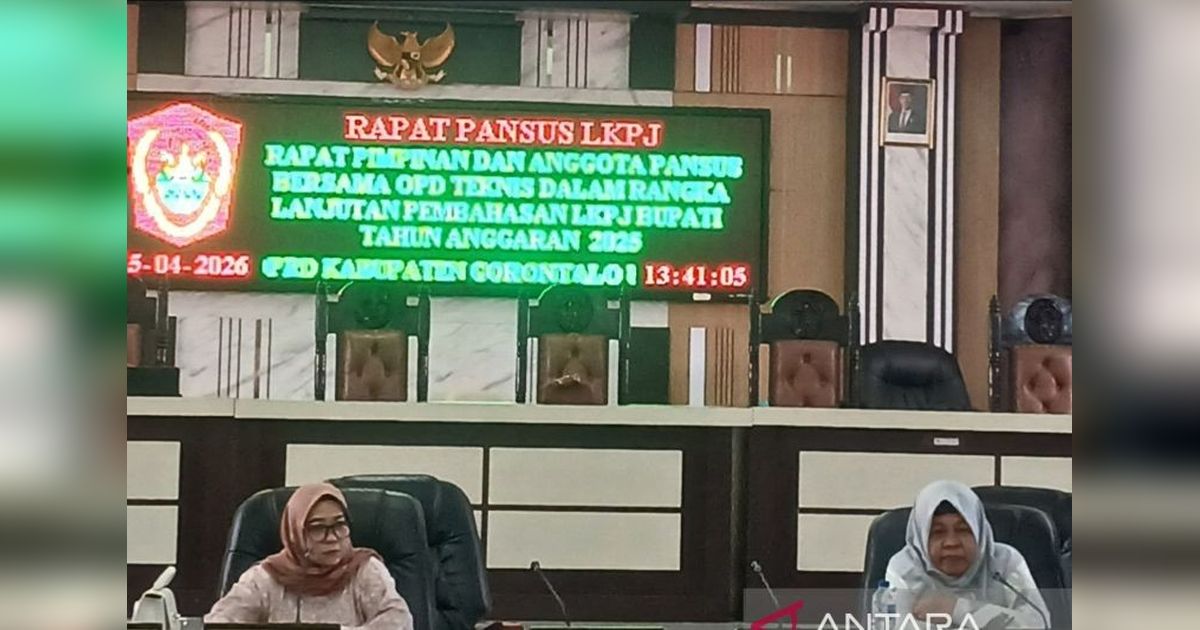 RAPAT PANSUS LKPJ
RAPAT PIMPINAN DAN ANGGOTA PANSUS
BERSAMA OPD TEKNIS DALAM RANGKA
LANJUTAN PEMBAHASAN LKPJ BUPATI
TAHUN ANGGARAN 2025
5-04-2026
PRD KABUPATEN GORONTALO
13:41:05
ANTARA